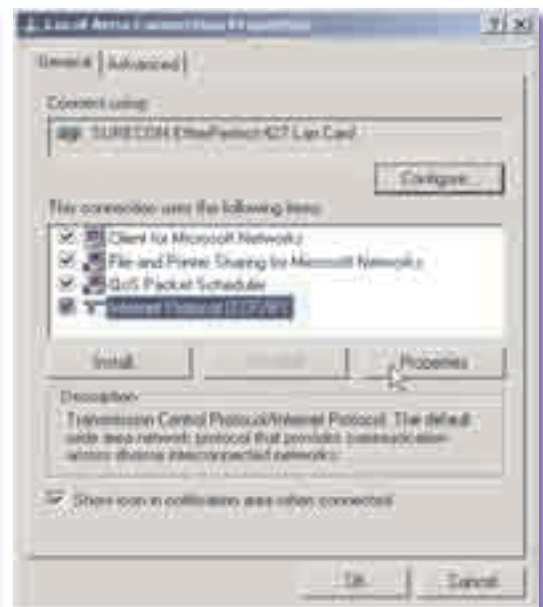 Local Area Connection Properties
General
Advanced
Connect using:
SURECOM EtherPerfect 427 Lan Card
Configure...
This connection uses the following items:
Client for Microsoft Networks
File and Printer Sharing for Microsoft Networks
QoS Packet Scheduler
Internet Protocol (TCP/IP)
Install...
Properties
Description
Transmission Control Protocol/Internet Protocol. The default
wide area network protocol that provides communication
across diverse interconnected networks.
Show icon in notification area when connected
OK
Cancel